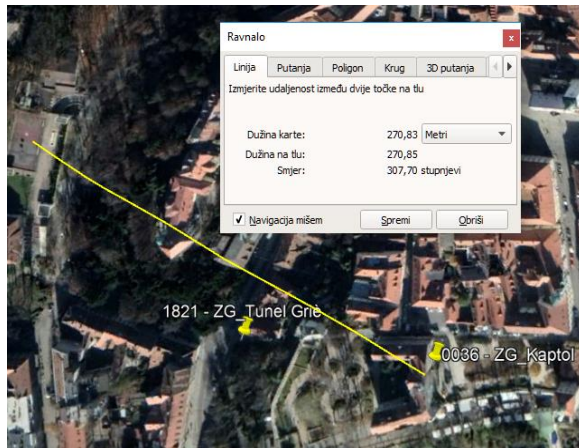 Ravnalo
x
Linija Putanja Poligon Krug 3D putanja
Izmjerite udaljenost između dvije točke na tlu
Dužina karte: 270,83 Metri
Dužina na tlu: 270,85
Smjer: 307,70 stupnjevi
Navigacija mišem Spremi Obriši
1821 - ZG_Tunel Grič
0036 - ZG_Kaptol